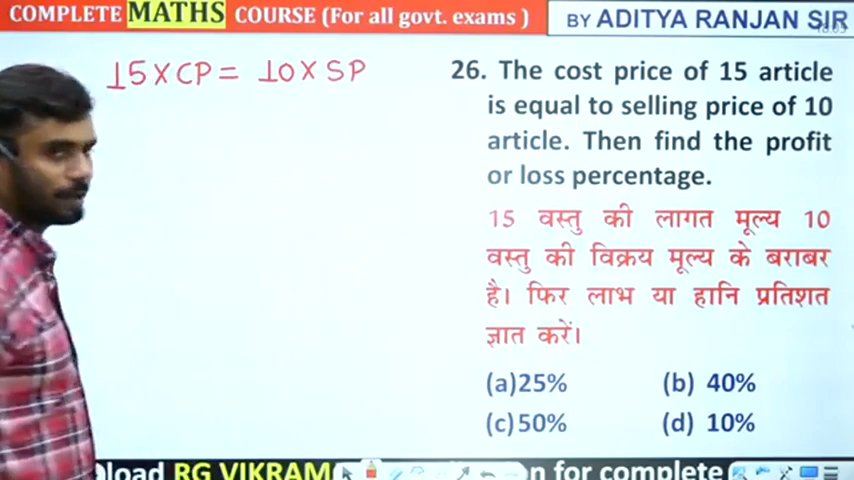 COMPLETE MATHS COURSE (For all govt. exams )
BY ADITYA RANJAN SIR
15 X CP = 10 X SP
26. The cost price of 15 article
is equal to selling price of 10
article. Then find the profit
or loss percentage.
15 वस्तु की लागत मूल्य 10
वस्तु की विक्रय मूल्य के बराबर
है। फिर लाभ या हानि प्रतिशत
ज्ञात करें।
(a) 25% (b) 40%
(c) 50% (d) 10%
load RG VIKRAM
n for complete